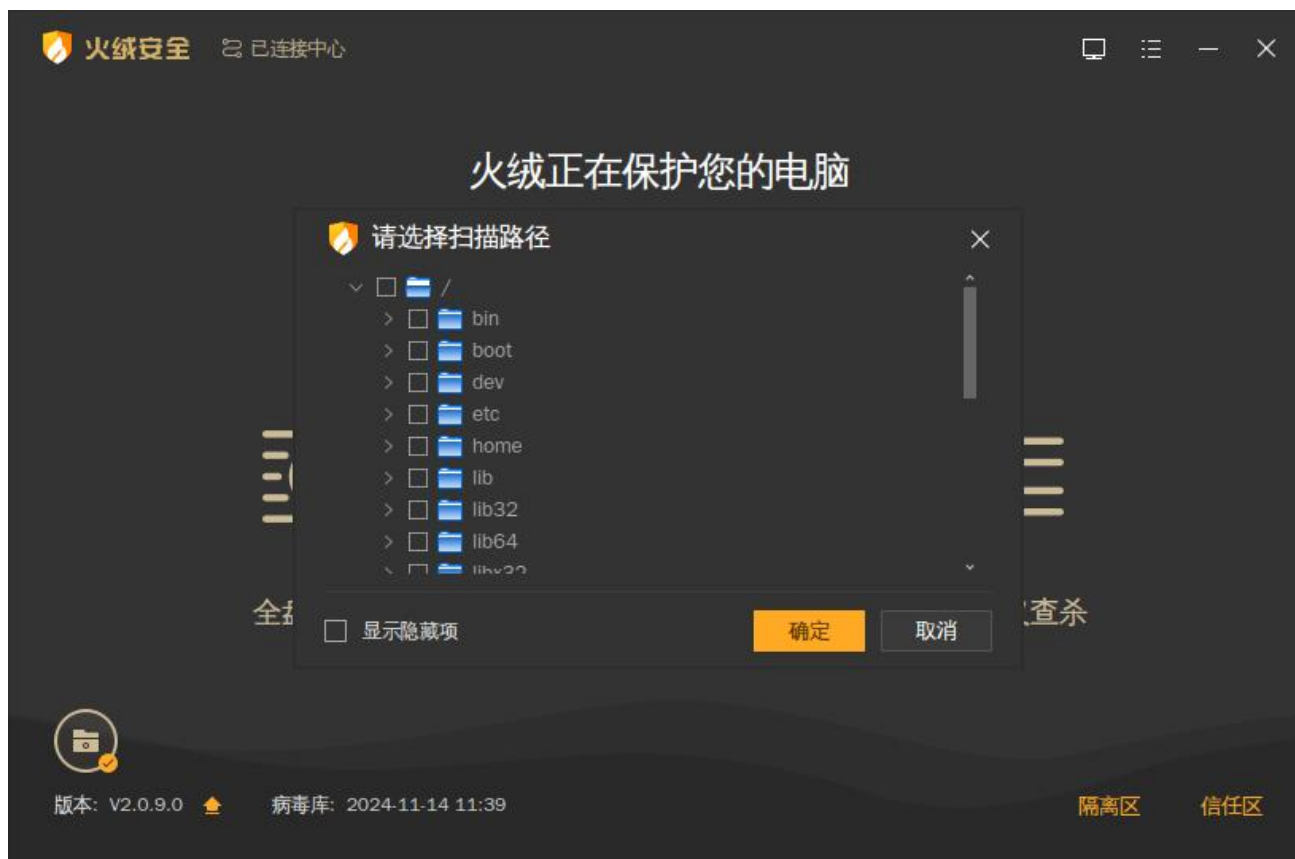 火绒安全 已连接中心
火绒正在保护您的电脑
请选择扫描路径
/
bin
boot
dev
etc
home
lib
lib32
lib64
libx32
全盘
查杀
显示隐藏项
确定 取消
版本: V2.0.9.0 病毒库: 2024-11-14 11:39 隔离区 信任区